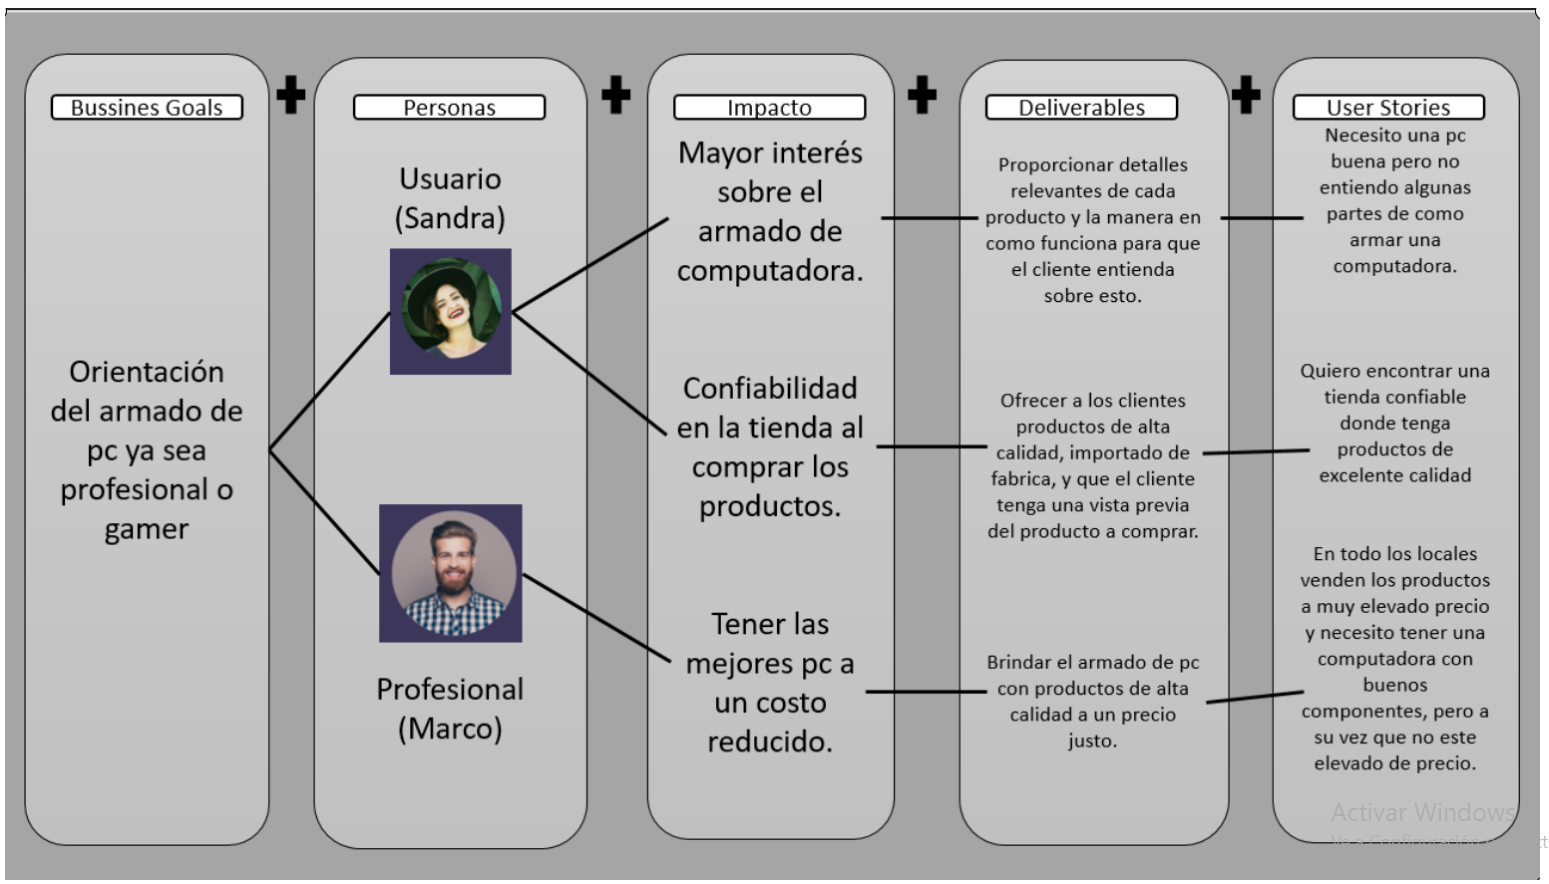 Bussines Goals
Orientación
del armado de
pc ya sea
profesional o
gamer
Personas
Usuario
(Sandra)
Profesional
(Marco)
Impacto
Mayor interés
sobre el
armado de
computadora.
Confiabilidad
en la tienda al
comprar los
productos.
Tener las
mejores pc a
un costo
reducido.
Deliverables
Proporcionar detalles
relevantes de cada
producto y la manera en
como funciona para que
el cliente entienda
sobre esto.
Ofrecer a los clientes
productos de alta
calidad, importado de
fabrica, y que el cliente
tenga una vista previa
del producto a comprar.
Brindar el armado de pc
con productos de alta
calidad a un precio
justo.
User Stories
Necesito una pc
buena pero no
entiendo algunas
partes de como
armar una
computadora.
Quiero encontrar una
tienda confiable
donde tenga
productos de
excelente calidad
En todo los locales
venden los productos
a muy elevado precio
y necesito tener una
computadora con
buenos
componentes, pero a
su vez que no este
elevado de precio.
Activar Windows
Ve a Configuración